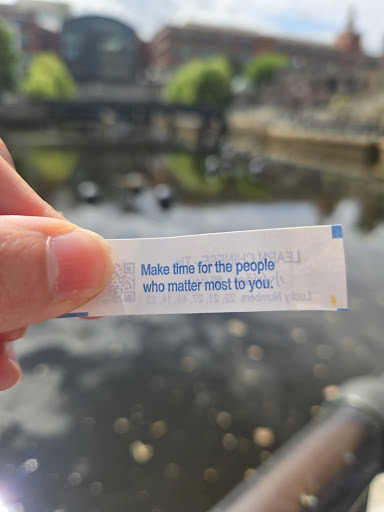 Make time for the people
who matter most to you.